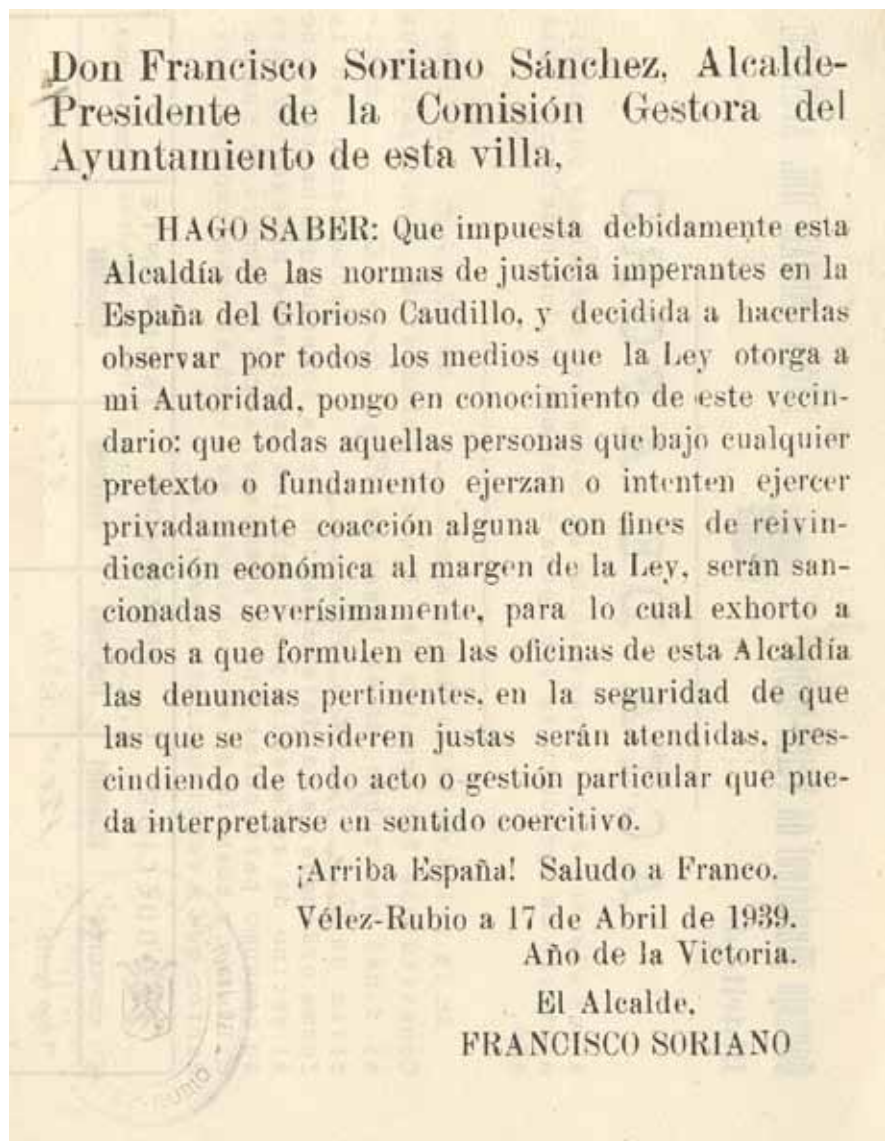 Don Francisco Soriano Sánchez, Alcalde-
Presidente de la Comisión Gestora del
Ayuntamiento de esta villa,
HAGO SABER: Que impuesta debidamente esta
Alcaldía de las normas de justicia imperantes en la
España del Glorioso Caudillo, y decidida a hacerlas
observar por todos los medios que la Ley otorga a
mi Autoridad, pongo en conocimiento de este vecin-
dario: que todas aquellas personas que bajo cualquier
pretexto o fundamento ejerzan o intenten ejercer
privadamente coacción alguna con fines de reivin-
dicación económica al margen de la Ley, serán san-
cionadas severísimamente, para lo cual exhorto a
todos a que formulen en las oficinas de esta Alcaldía
las denuncias pertinentes, en la seguridad de que
las que se consideren justas serán atendidas, pres-
cindiendo de todo acto o gestión particular que pue-
da interpretarse en sentido coercitivo.
¡Arriba España! Saludo a Franco.
Vélez-Rubio a 17 de Abril de 1939.
Año de la Victoria.
El Alcalde,
FRANCISCO SORIANO
RUBIO